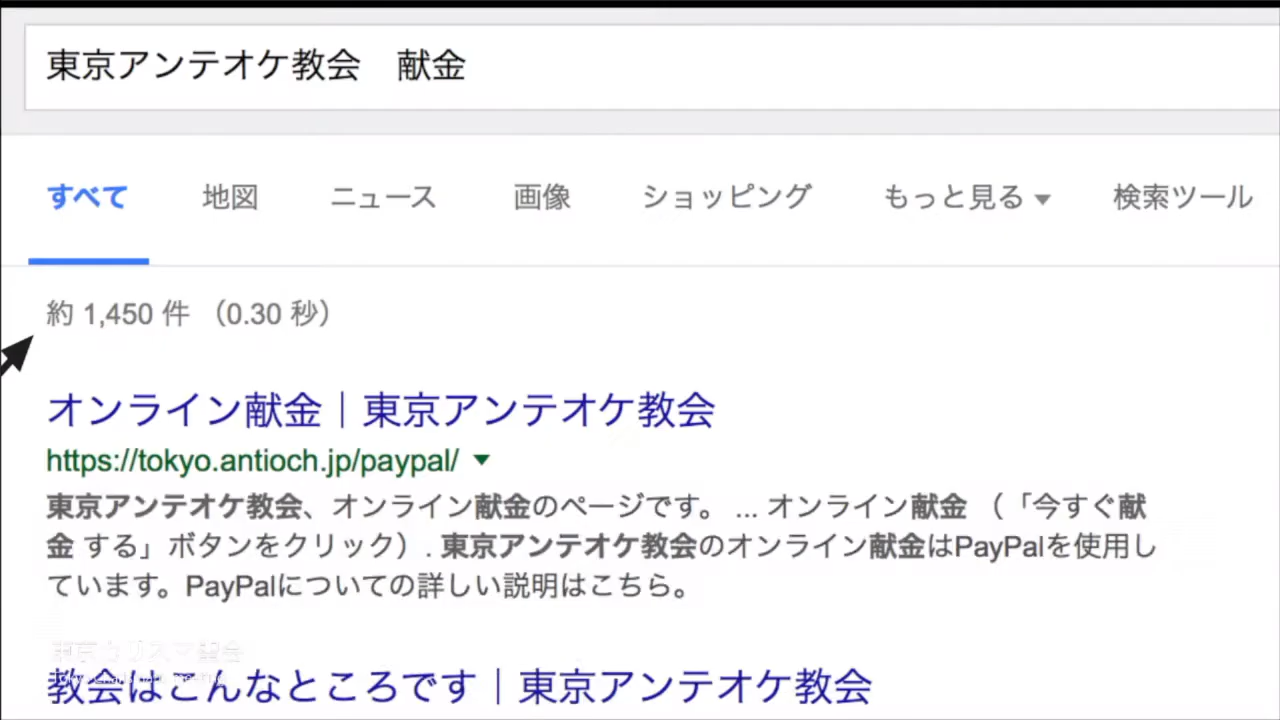 東京アンテオケ教会　献金
すべて 地図 ニュース 画像 ショッピング もっと見る 検索ツール
約 1,450 件 （0.30 秒）
オンライン献金｜東京アンテオケ教会
https://tokyo.antioch.jp/paypal/
東京アンテオケ教会、オンライン献金のページです。 ... オンライン献金 （「今すぐ献
金 する」ボタンをクリック）. 東京アンテオケ教会のオンライン献金はPayPalを使用し
ています。PayPalについての詳しい説明はこちら。
東京カリスマ聖会
教会はこんなところです｜東京アンテオケ教会